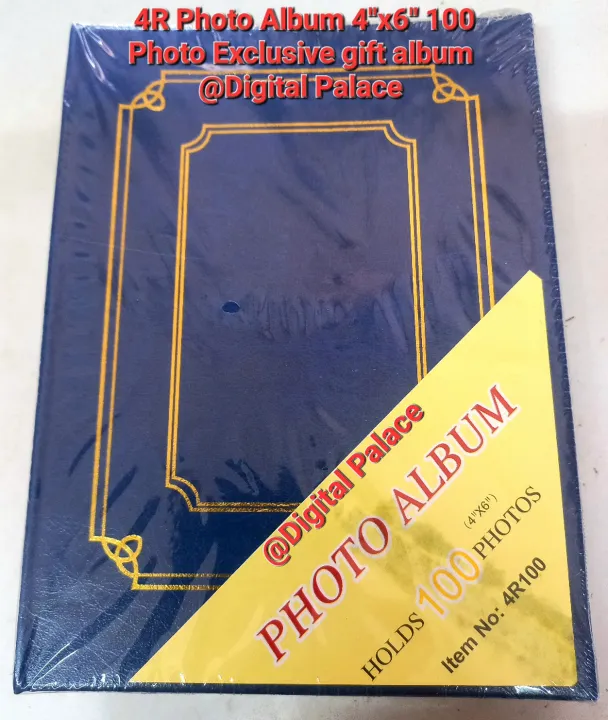 4R Photo Album 4"x6" 100
Photo Exclusive gift album
@Digital Palace
@Digital Palace
PHOTO ALBUM
(4"X6")
HOLDS 100 PHOTOS
Item No: 4R100